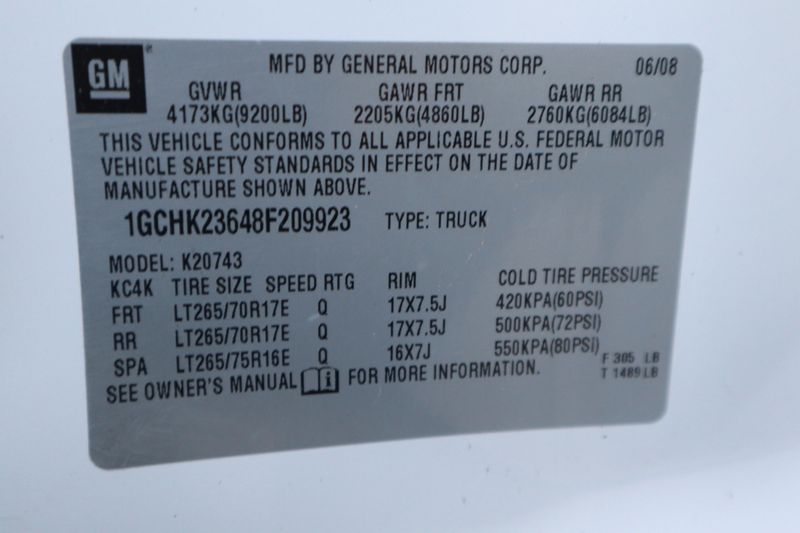 GM
MFD BY GENERAL MOTORS CORP. 06/08
GVWR GAWR FRT GAWR RR
4173KG(9200LB) 2205KG(4860LB) 2760KG(6084LB)
THIS VEHICLE CONFORMS TO ALL APPLICABLE U.S. FEDERAL MOTOR
VEHICLE SAFETY STANDARDS IN EFFECT ON THE DATE OF
MANUFACTURE SHOWN ABOVE.
1GCHK23648F209923 TYPE: TRUCK
MODEL: K20743
KC4K TIRE SIZE SPEED RTG RIM COLD TIRE PRESSURE
FRT LT265/70R17E Q 17X7.5J 420KPA(60PSI)
RR LT265/70R17E Q 17X7.5J 500KPA(72PSI)
SPA LT265/75R16E Q 16X7J 550KPA(80PSI)
F 305 LB
T 1489LB
SEE OWNER'S MANUAL i FOR MORE INFORMATION.